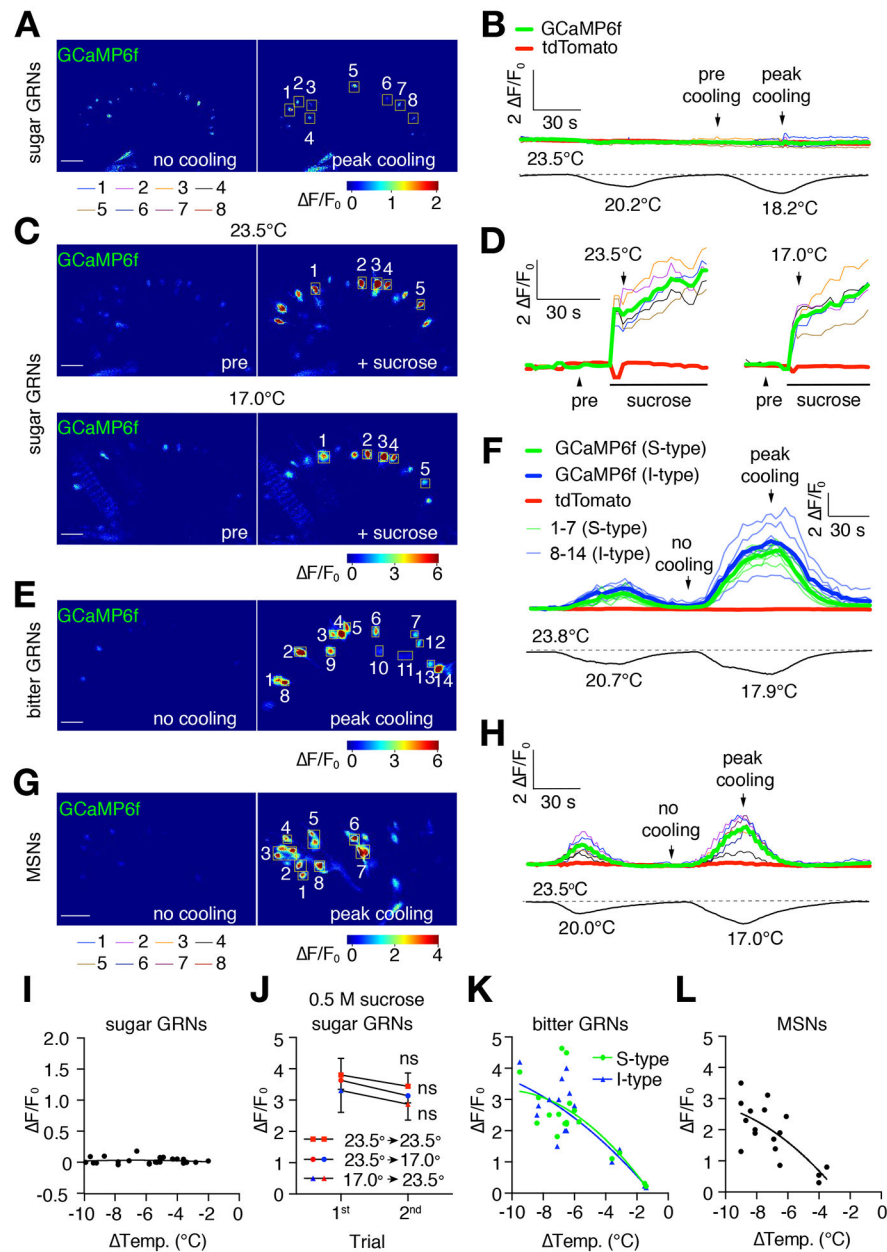 A
GCaMP6f
sugar GRNs
no cooling
1 2 3 4 5 6 7 8
peak cooling
1 2 3 4
5 6 7 8
ΔF/F₀
0 1 2
B
GCaMP6f
tdTomato
2 ΔF/F₀
30 s
pre cooling
peak cooling
23.5°C
20.2°C
18.2°C
C
23.5°C
GCaMP6f
pre
1 2 3 4 5
+ sucrose
sugar GRNs
17.0°C
GCaMP6f
pre
1 2 3 4 5
+ sucrose
ΔF/F₀
0 3 6
D
2 ΔF/F₀
30 s
23.5°C
17.0°C
pre sucrose
pre sucrose
E
GCaMP6f
bitter GRNs
no cooling
1 2 3 4 5 6 7 8 9 10 11 12 13 14
peak cooling
ΔF/F₀
0 3 6
F
GCaMP6f (S-type)
GCaMP6f (I-type)
tdTomato
1-7 (S-type)
8-14 (I-type)
no cooling
peak cooling
2 ΔF/F₀
30 s
23.8°C
20.7°C
17.9°C
G
GCaMP6f
MSNs
no cooling
1 2 3 4 5 6 7 8
peak cooling
1 2 3 4
5 6 7 8
ΔF/F₀
0 2 4
H
2 ΔF/F₀
30 s
no cooling
peak cooling
23.5°C
20.0°C
17.0°C
I
sugar GRNs
ΔF/F₀
2.0
1.5
1.0
0.5
0
-0.5
-10 -8 -6 -4 -2 0
ΔTemp. (°C)
J
0.5 M sucrose
sugar GRNs
ΔF/F₀
5
4
3
2
1
0
ns
ns
ns
23.5° → 23.5°
23.5° → 17.0°
17.0° → 23.5°
1st 2nd
Trial
K
bitter GRNs
S-type
I-type
ΔF/F₀
5
4
3
2
1
0
-10 -8 -6 -4 -2 0
ΔTemp. (°C)
L
MSNs
ΔF/F₀
5
4
3
2
1
0
-10 -8 -6 -4 -2 0
ΔTemp. (°C)